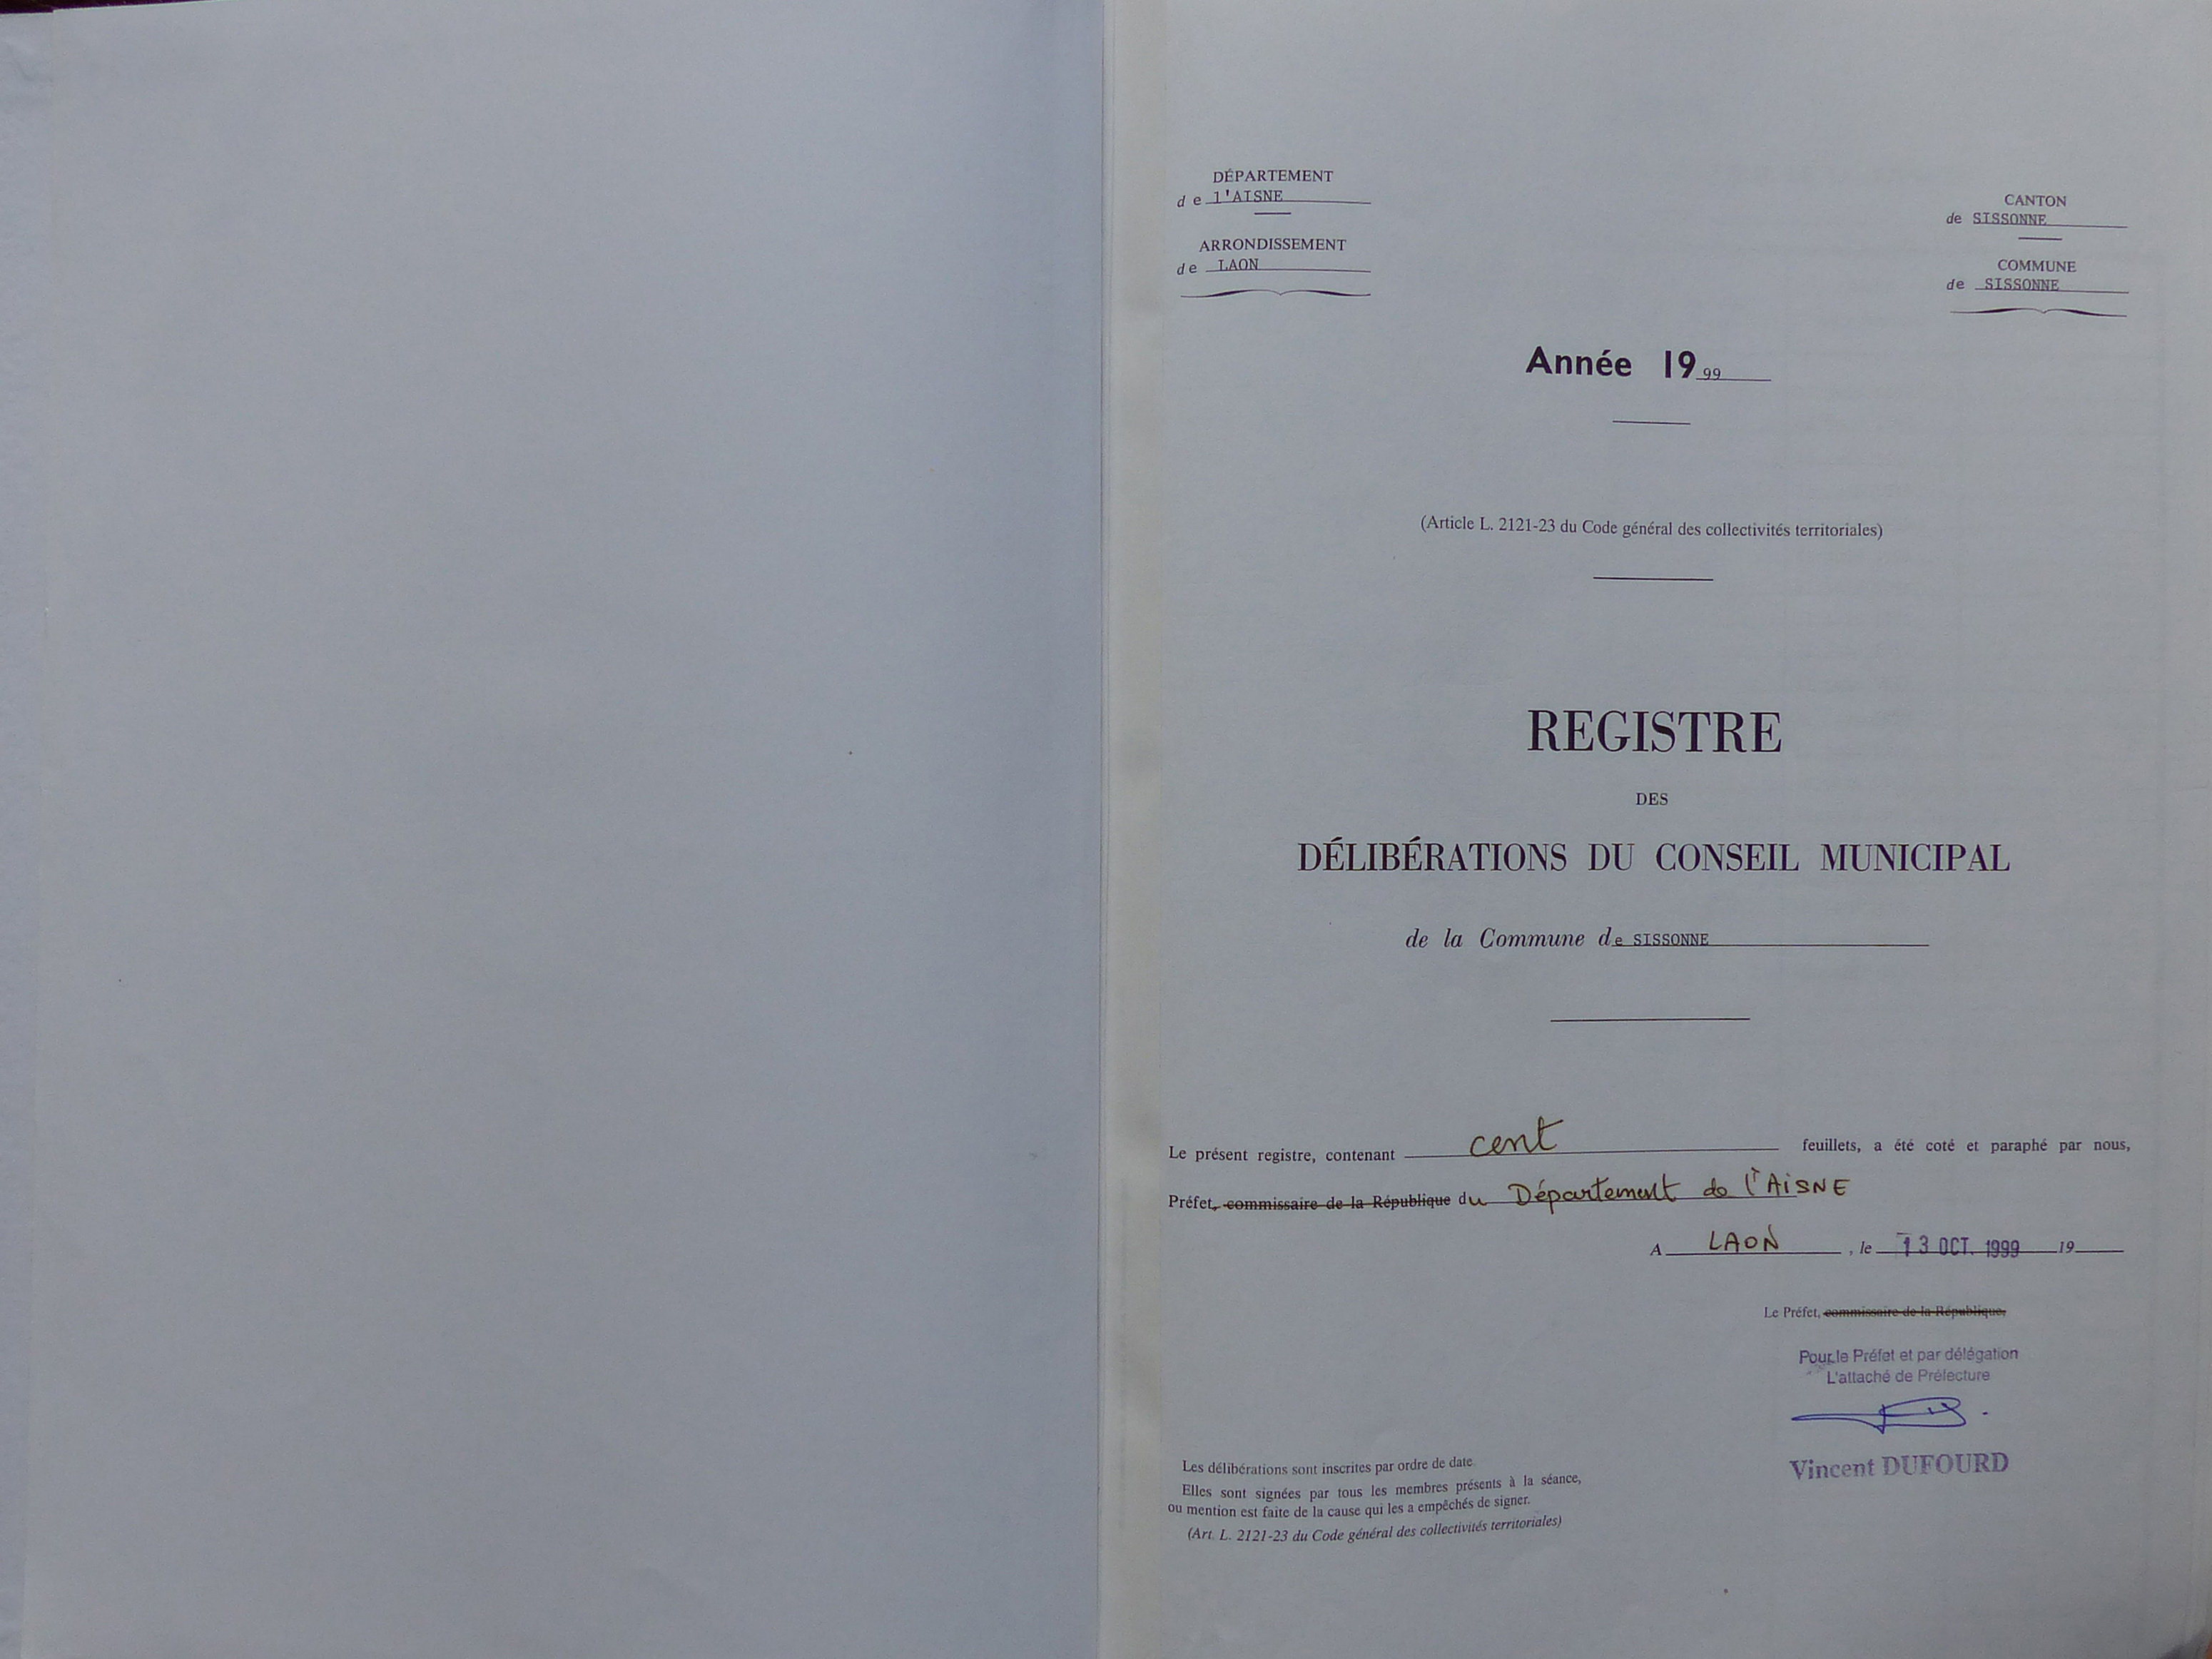 DÉPARTEMENT
de l'AISNE
ARRONDISSEMENT
de LAON
CANTON
de SISSONNE
COMMUNE
de SISSONNE
Année 19 99
(Article L. 2121-23 du Code général des collectivités territoriales)
REGISTRE
DES
DÉLIBÉRATIONS DU CONSEIL MUNICIPAL
de la Commune de SISSONNE
Le présent registre, contenant cent feuillets, a été coté et paraphé par nous,
Préfet, commissaire de la République du Département de l'AISNE
A LAON, le 13 OCT. 1999 19
Le Préfet, commissaire de la République,
Pour le Préfet et par délégation
L'attaché de Préfecture
Vincent DUFOURD
Les délibérations sont inscrites par ordre de date.
Elles sont signées par tous les membres présents à la séance,
ou mention est faite de la cause qui les a empêchés de signer.
(Art. L. 2121-23 du Code général des collectivités territoriales)